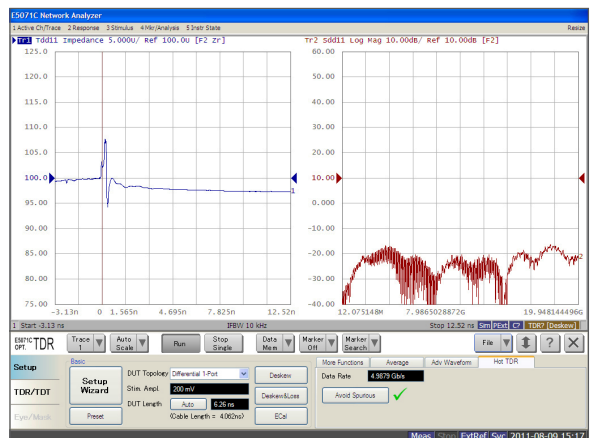 E5071C Network Analyzer
1 Active Ch/Trace 2 Response 3 Stimulus 4 Mkr/Analysis 5 Instr State
Resize
Tr1 Tdd11 Impedance 5.000U/ Ref 100.0U [F2 Zr]
Tr2 Sdd11 Log Mag 10.00dB/ Ref 10.00dB [F2]
125.0
120.0
115.0
110.0
105.0
100.0
95.00
90.00
85.00
80.00
75.00
1
-3.13n 0 1.565n 4.695n 7.825n 12.52n
60.00
50.00
40.00
30.00
20.00
10.00
0.000
-10.00
-20.00
-30.00
-40.00
2
12.075148M 7.9865028872G 19.948144496G
1 Start -3.13 ns IFBW 10 kHz Stop 12.52 ns Sim PExt C? TDR? [Deskew]
E5071C TDR
OPT.
Trace 1
Auto Scale
Run
Stop Single
Data Mem
Marker Off
Marker Search
File
?
X
Setup
TDR/TDT
Eye/Mask
Basic
Setup Wizard
Preset
DUT Topology Differential 1-Port
Stim. Ampl. 200 mV
DUT Length Auto 6.26 ns
(Cable Length = 4.062ns)
Deskew
Deskew&Loss
ECal
More Functions Average Adv Waveform Hot TDR
Data Rate 4.9879 Gb/s
Avoid Spurious
Meas Stop ExtRef Svc 2011-08-09 15:17